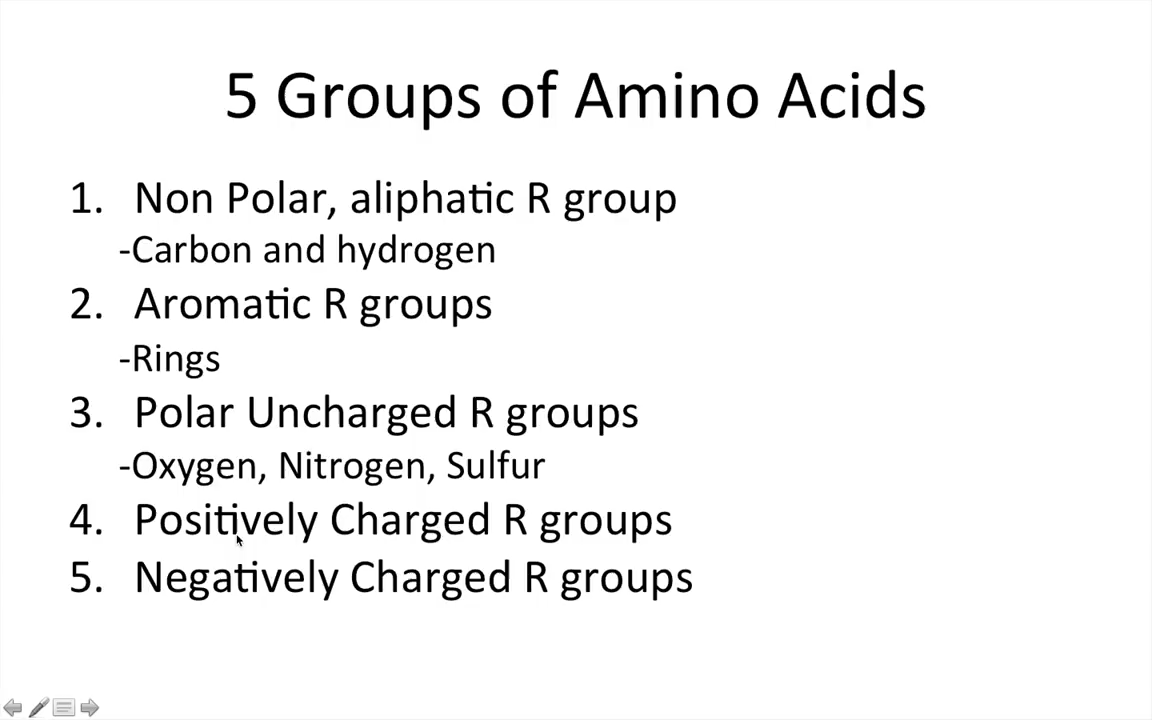 5 Groups of Amino Acids
1. Non Polar, aliphatic R group
-Carbon and hydrogen
2. Aromatic R groups
-Rings
3. Polar Uncharged R groups
-Oxygen, Nitrogen, Sulfur
4. Positively Charged R groups
5. Negatively Charged R groups